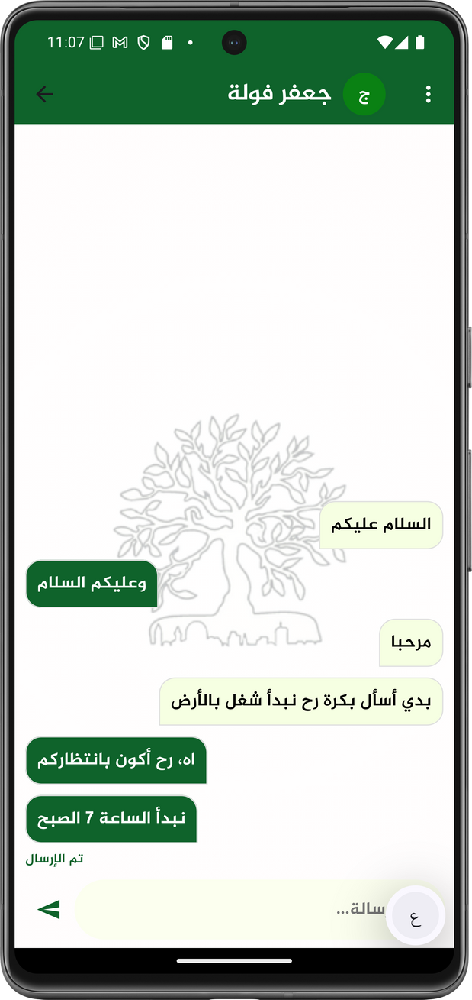 11:07
جعفر فولة
ج
السلام عليكم
وعليكم السلام
مرحبا
بدي أسأل بكرة رح نبدأ شغل بالأرض
اه، رح أكون بانتظاركم
نبدأ الساعة 7 الصبح
تم الإرسال
ع